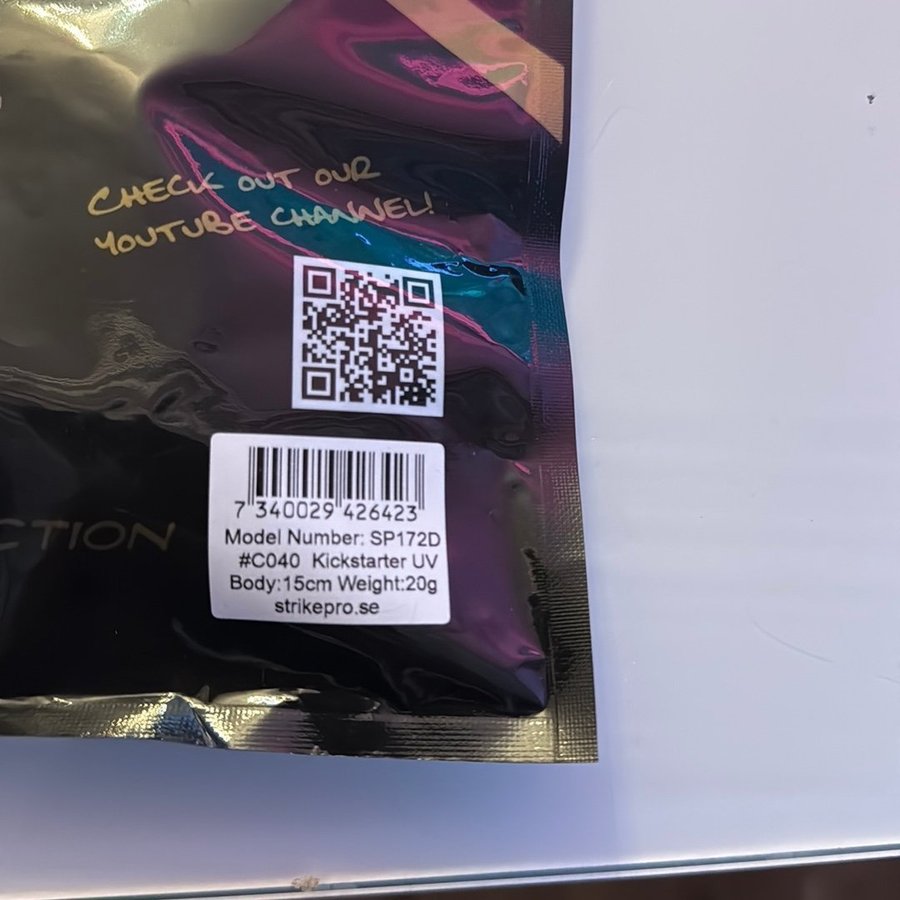 CHECK OUT OUR
YOUTUBE CHANNEL!
7 340029 426423
CTION
Model Number: SP172D
#C040 Kickstarter UV
Body:15cm Weight:20g
strikepro.se